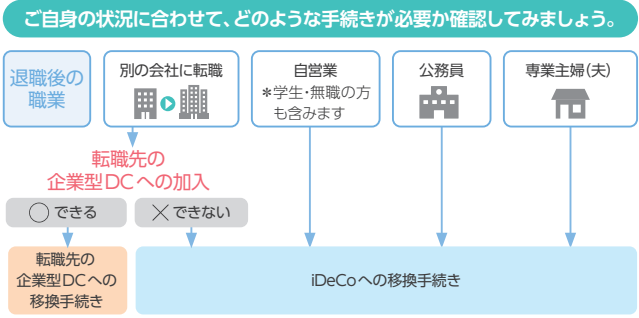 ご自身の状況に合わせて、どのような手続きが必要か確認してみましょう。
退職後の
職業
別の会社に転職
自営業
＊学生・無職の方
も含みます
公務員
専業主婦(夫)
転職先の
企業型DCへの加入
○できる
×できない
転職先の
企業型DCへの
移換手続き
iDeCoへの移換手続き